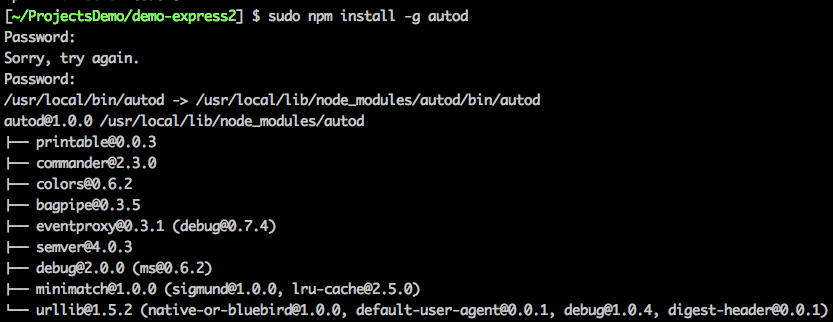 [~/ProjectsDemo/demo-express2] $ sudo npm install -g autod
Password:
Sorry, try again.
Password:
/usr/local/bin/autod -> /usr/local/lib/node_modules/autod/bin/autod
autod@1.0.0 /usr/local/lib/node_modules/autod
├── printable@0.0.3
├── commander@2.3.0
├── colors@0.6.2
├── bagpipe@0.3.5
├── eventproxy@0.3.1 (debug@0.7.4)
├── semver@4.0.3
├── debug@2.0.0 (ms@0.6.2)
├── minimatch@1.0.0 (sigmund@1.0.0, lru-cache@2.5.0)
└── urllib@1.5.2 (native-or-bluebird@1.0.0, default-user-agent@0.0.1, debug@1.0.4, digest-header@0.0.1)